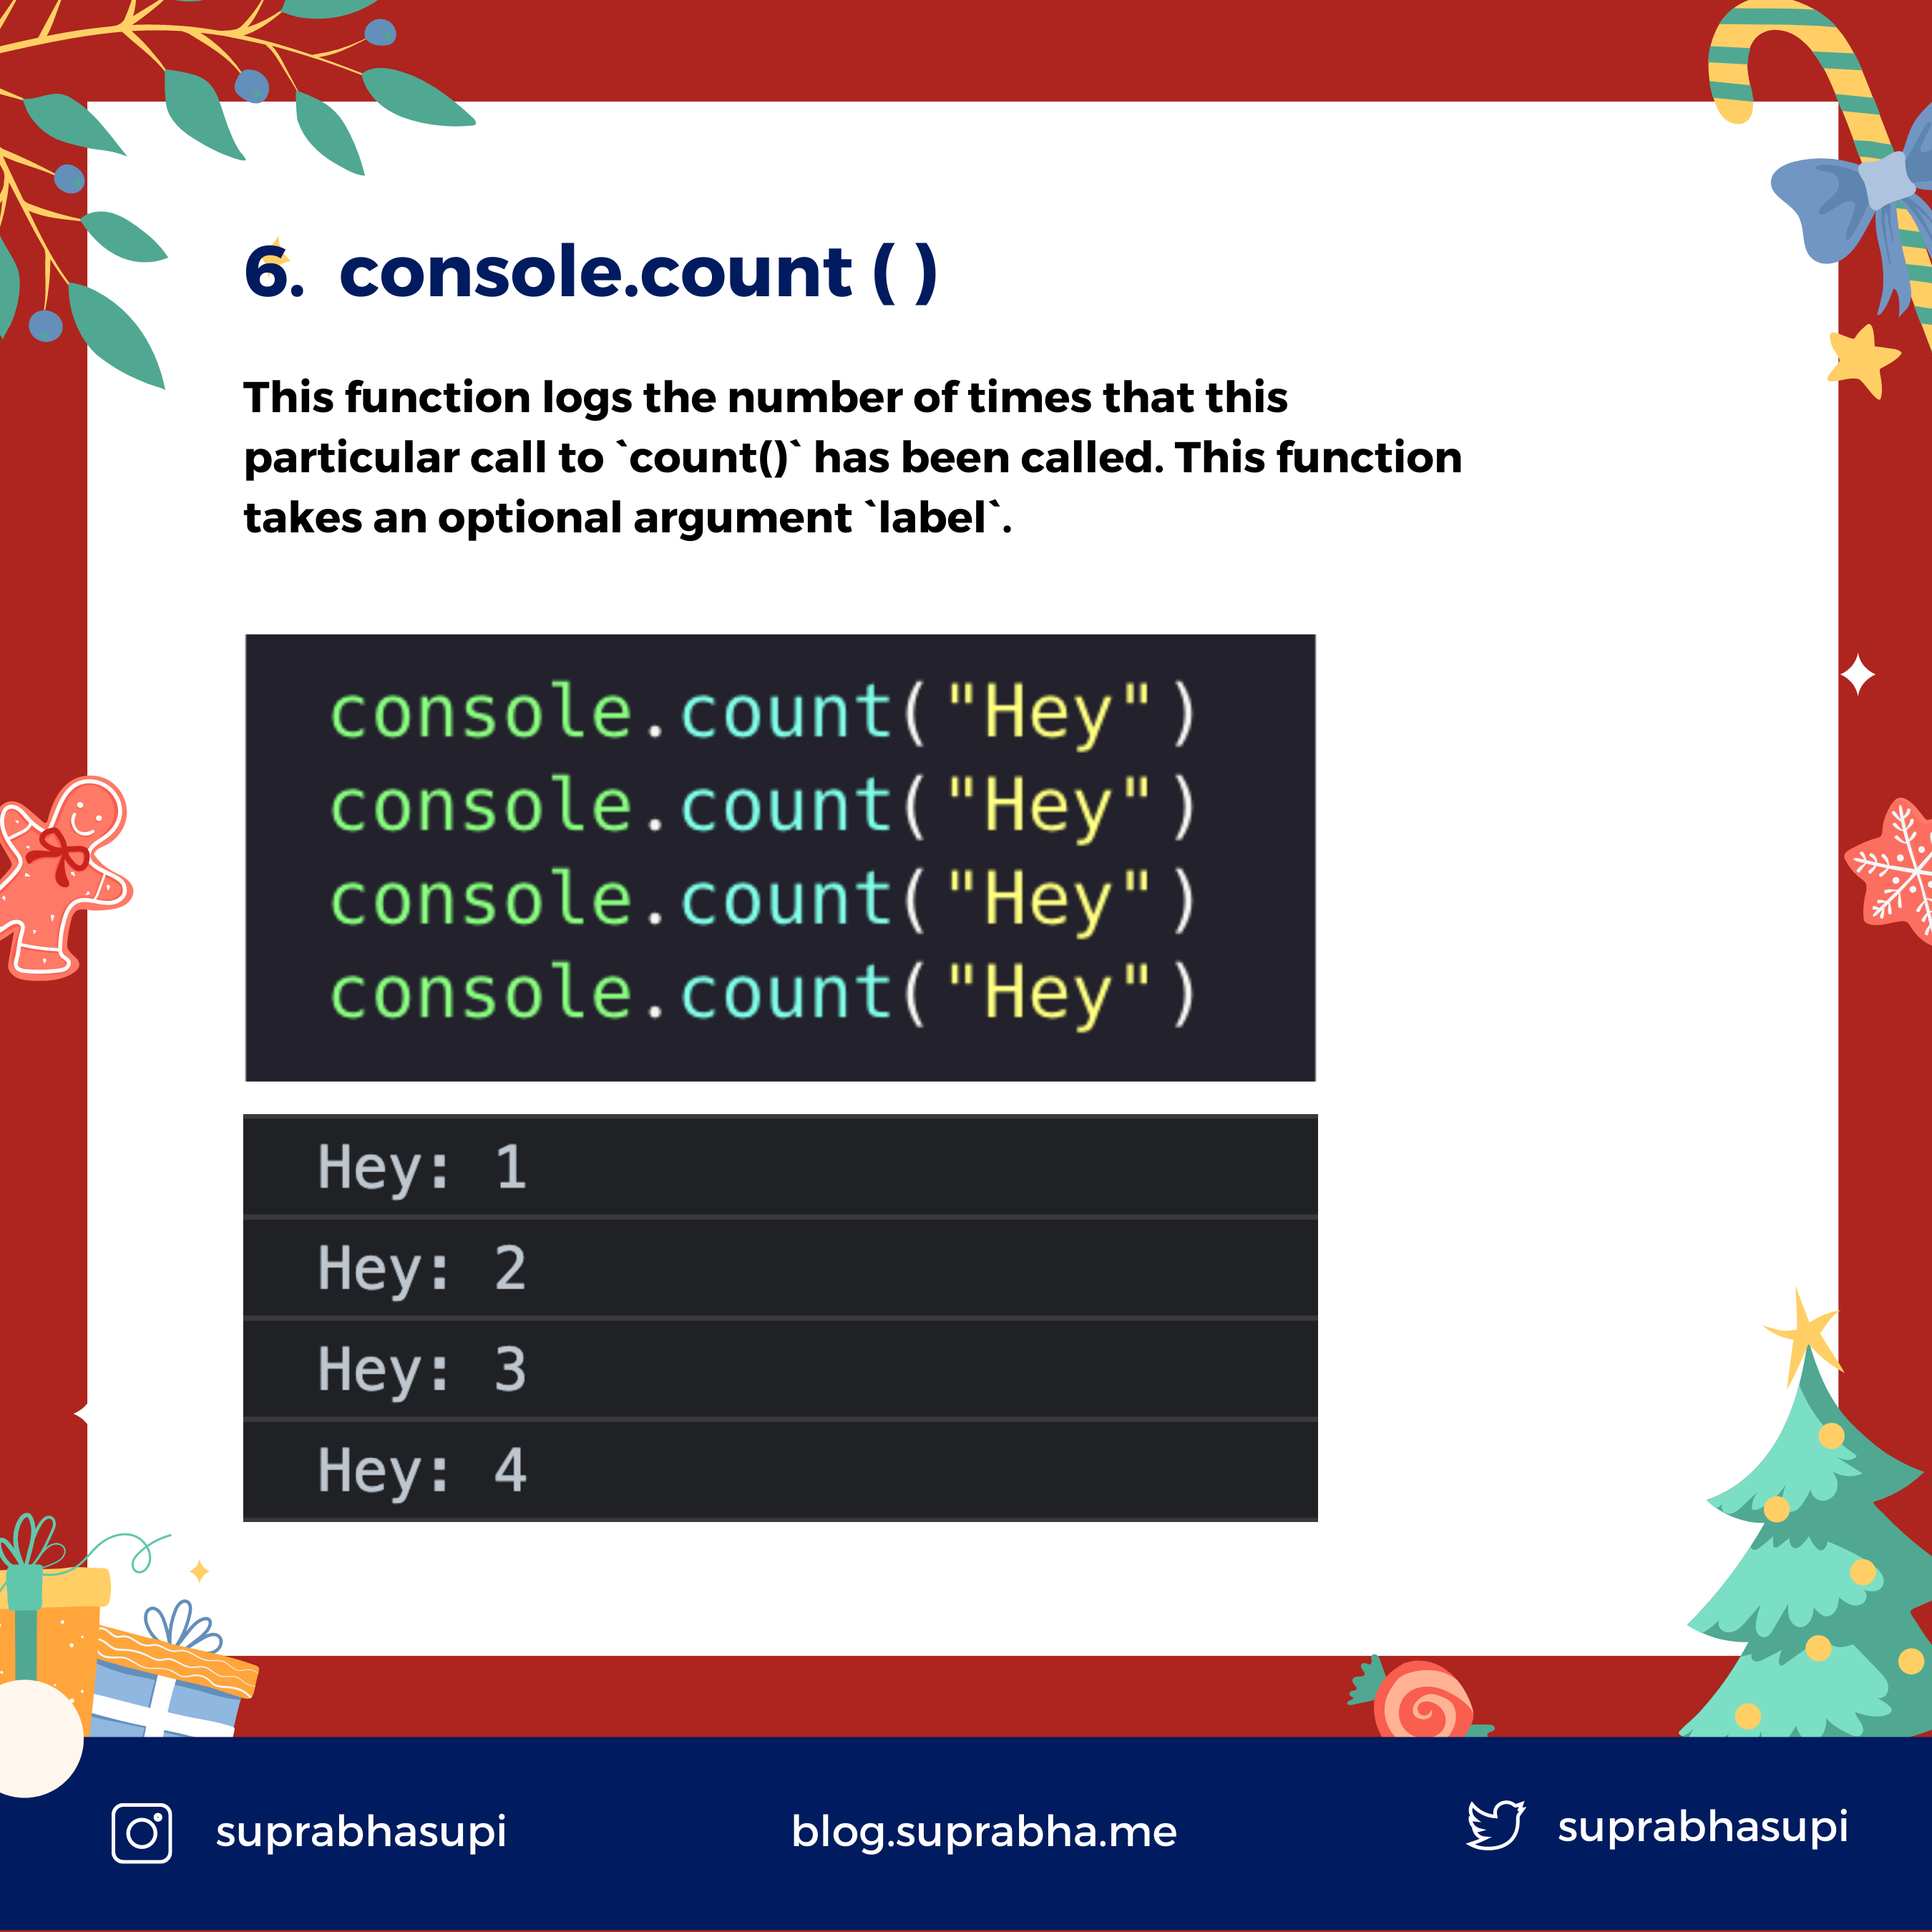 6. console.count ( )
This function logs the number of times that this
particular call to `count()` has been called. This function
takes an optional argument `label`.
console.count("Hey")
console.count("Hey")
console.count("Hey")
console.count("Hey")
Hey: 1
Hey: 2
Hey: 3
Hey: 4
suprabhasupi
blog.suprabha.me
suprabhasupi